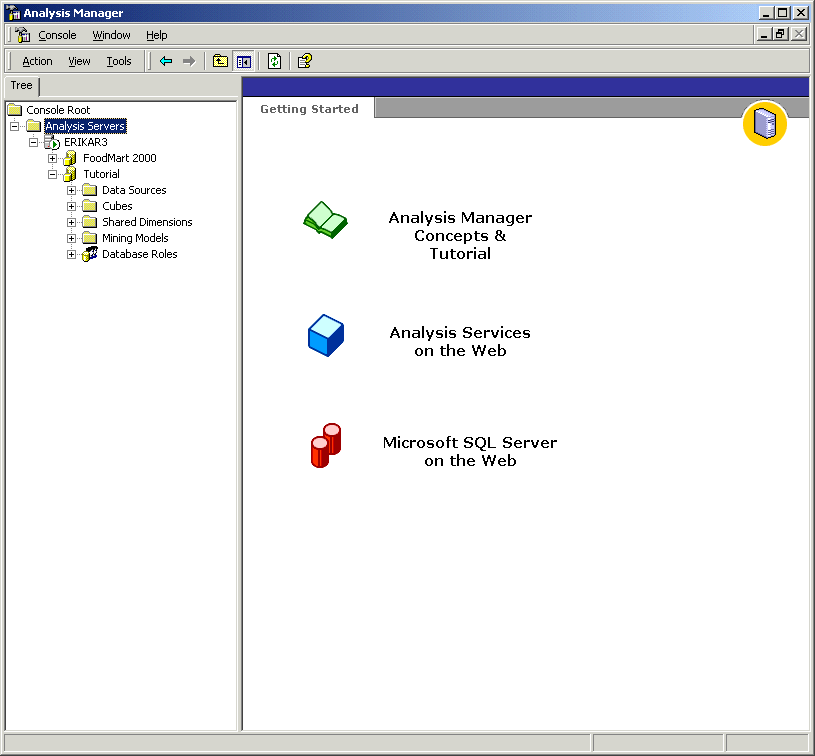 Analysis Manager
Console Window Help
Action View Tools
Tree
Console Root
Analysis Servers
ERIKAR3
FoodMart 2000
Tutorial
Data Sources
Cubes
Shared Dimensions
Mining Models
Database Roles
Getting Started
Analysis Manager
Concepts &
Tutorial
Analysis Services
on the Web
Microsoft SQL Server
on the Web